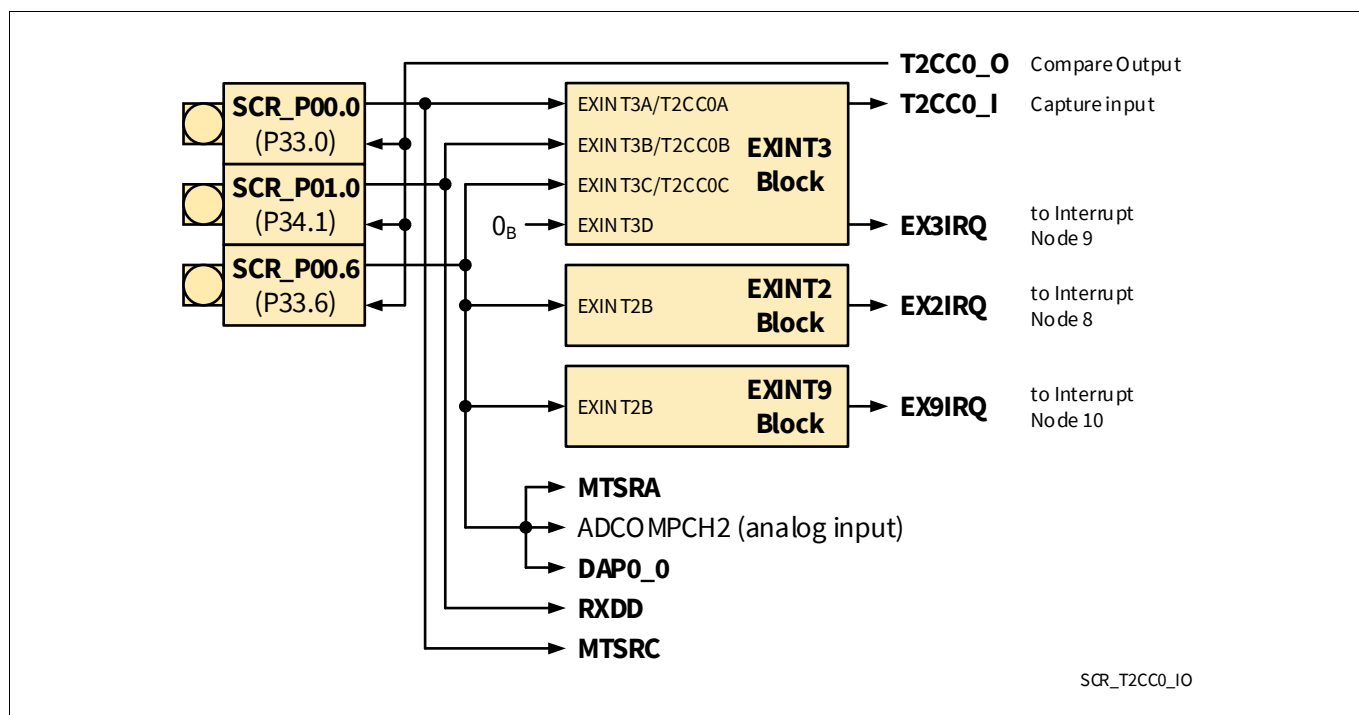 T2CC0_O Compare Output
SCR_P00.0
(P33.0)
EXINT3A/T2CC0A
T2CC0_I Capture input
EXINT3B/T2CC0B
EXINT3
Block
SCR_P01.0
(P34.1)
EXINT3C/T2CC0C
0B
EXINT3D
EX3IRQ
to Interrupt
Node 9
SCR_P00.6
(P33.6)
EXINT2B
EXINT2
Block
EX2IRQ
to Interrupt
Node 8
EXINT2B
EXINT9
Block
EX9IRQ
to Interrupt
Node 10
MTSRA
ADCOMPCH2 (analog input)
DAP0_0
RXDD
MTSRC
SCR_T2CC0_IO